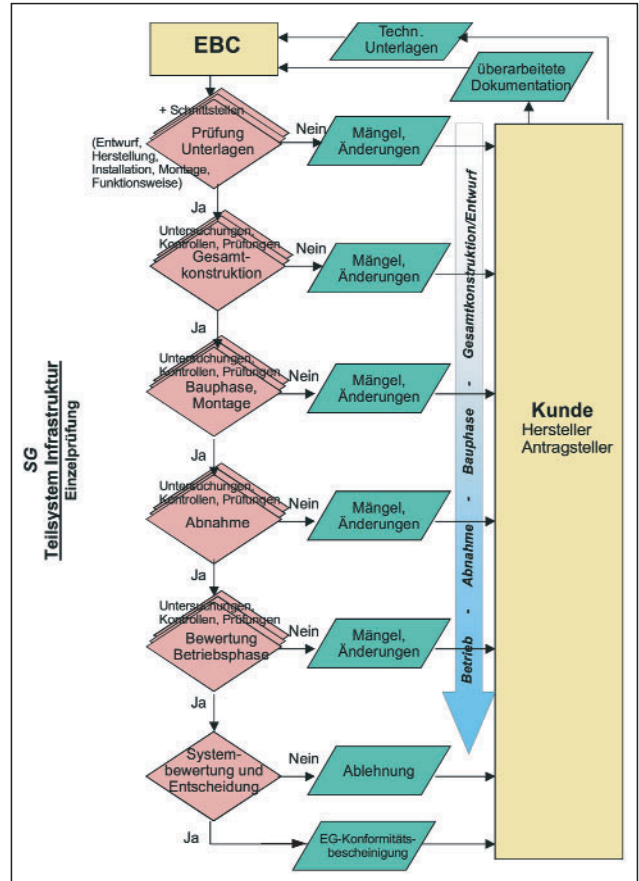 EBC
Techn.
Unterlagen
überarbeitete
Dokumentation
+ Schnittstellen
Prüfung
Unterlagen
(Entwurf,
Herstellung,
Installation, Montage,
Funktionsweise)
Nein
Mängel,
Änderungen
Ja
Untersuchungen,
Kontrollen, Prüfungen
Gesamt-
konstruktion
Nein
Mängel,
Änderungen
Ja
Untersuchungen,
Kontrollen, Prüfungen
Bauphase,
Montage
Nein
Mängel,
Änderungen
Ja
Untersuchungen,
Kontrollen, Prüfungen
Abnahme
Nein
Mängel,
Änderungen
Ja
Untersuchungen,
Kontrollen, Prüfungen
Bewertung
Betriebsphase
Nein
Mängel,
Änderungen
Ja
System-
bewertung und
Entscheidung
Nein
Ablehnung
Ja
EG-Konformitäts-
bescheinigung
Kunde
Hersteller
Antragsteller
Betrieb - Abnahme - Bauphase - Gesamtkonstruktion/Entwurf
SG
Teilsystem Infrastruktur
Einzelprüfung